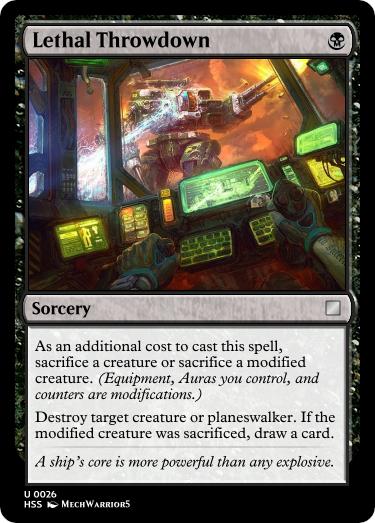 Lethal Throwdown
Sorcery
As an additional cost to cast this spell,
sacrifice a creature or sacrifice a modified
creature. (Equipment, Auras you control, and
counters are modifications.)
Destroy target creature or planeswalker. If the
modified creature was sacrificed, draw a card.
A ship's core is more powerful than any explosive.
U 0026
HSS MechWarrior5